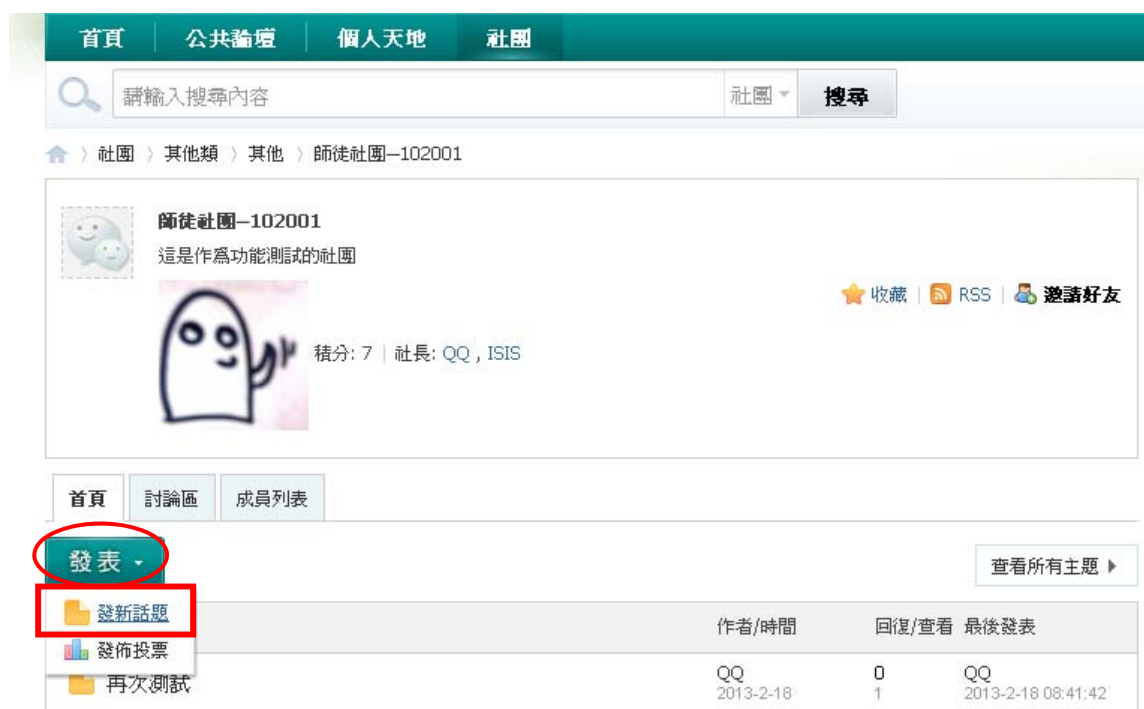 首頁 公共論壇 個人天地 社團
請輸入搜尋內容 社團 搜尋
社團 〉 其他類 〉 其他 〉 師徒社團—102001
師徒社團—102001
這是作爲功能測試的社團
收藏 | RSS | 邀請好友
積分: 7 | 社長: QQ , ISIS
首頁 討論區 成員列表
發表
查看所有主題
發新話題
作者/時間 回復/查看 最後發表
發佈投票
再次測試 QQ 0 QQ
2013-2-18 1 2013-2-18 08:41:42